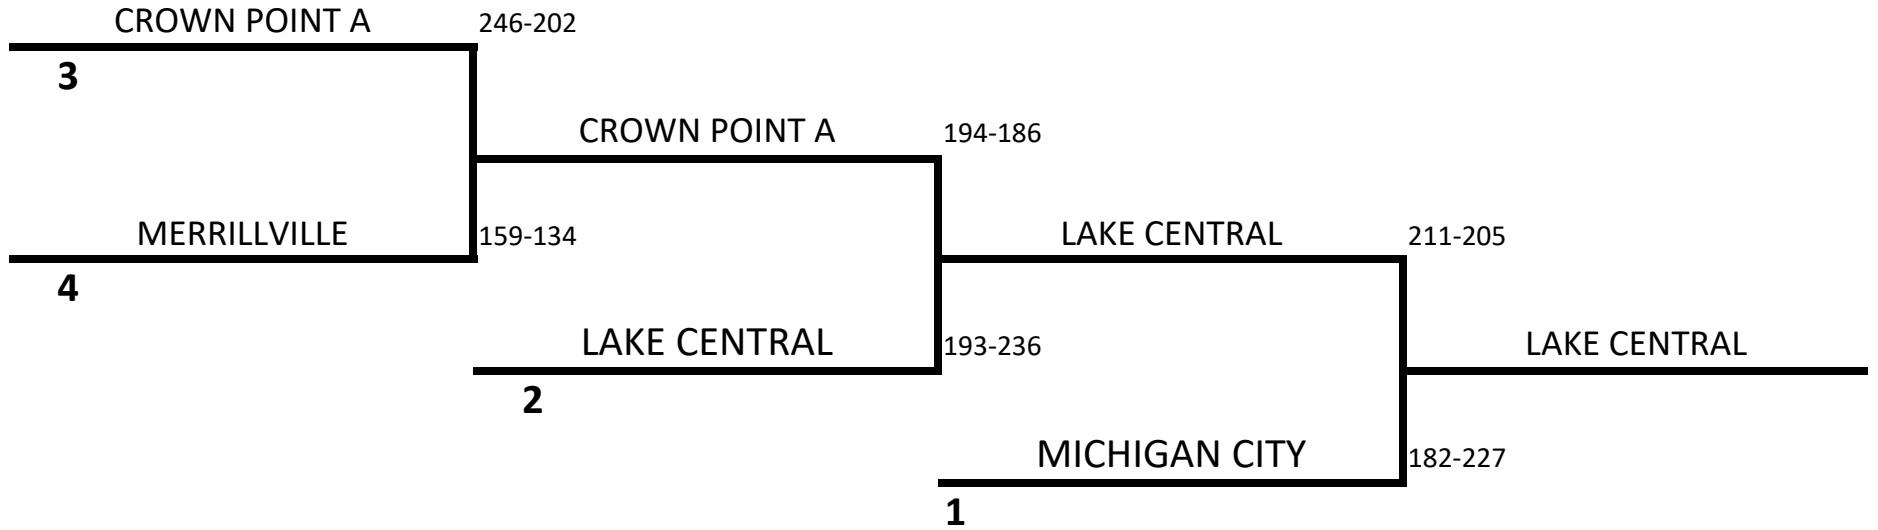 CROWN POINT A 246-202
3
CROWN POINT A 194-186
MERRILLVILLE 159-134
LAKE CENTRAL 211-205
4
LAKE CENTRAL 193-236
LAKE CENTRAL
2
MICHIGAN CITY 182-227
1